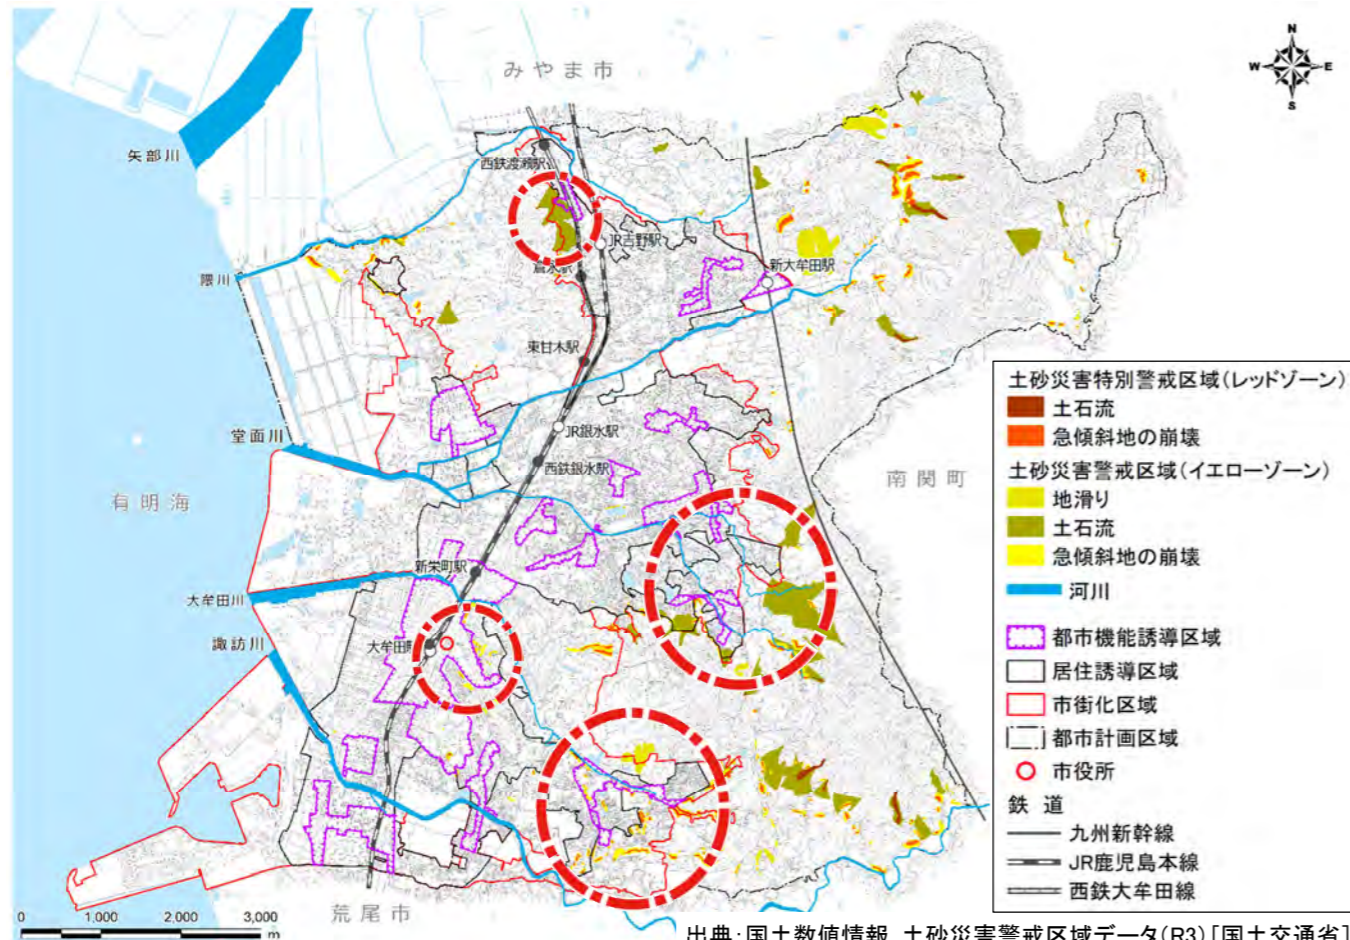 みやま市
N
W
E
S
矢部川
西鉄渡瀬駅
JR吉野駅
新大牟田駅
隈川
倉永駅
東甘木駅
堂面川
JR銀水駅
西鉄銀水駅
有明海
南関町
新栄町駅
大牟田川
諏訪川
大牟田駅
荒尾市
土砂災害特別警戒区域(レッドゾーン)
土石流
急傾斜地の崩壊
土砂災害警戒区域(イエローゾーン)
地滑り
土石流
急傾斜地の崩壊
河川
都市機能誘導区域
居住誘導区域
市街化区域
都市計画区域
市役所
鉄 道
九州新幹線
JR鹿児島本線
西鉄大牟田線
0 1,000 2,000 3,000
m
出典:国土数値情報 土砂災害警戒区域データ(R3)[国土交通省]